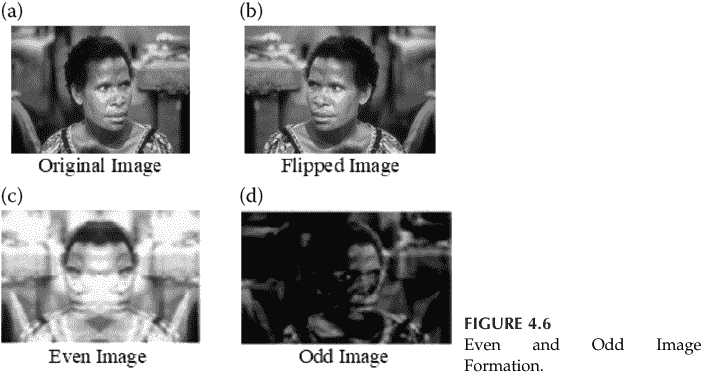 (a)
(b)
Original Image
Flipped Image
(c)
(d)
Even Image
Odd Image
FIGURE 4.6
Even and Odd Image
Formation.